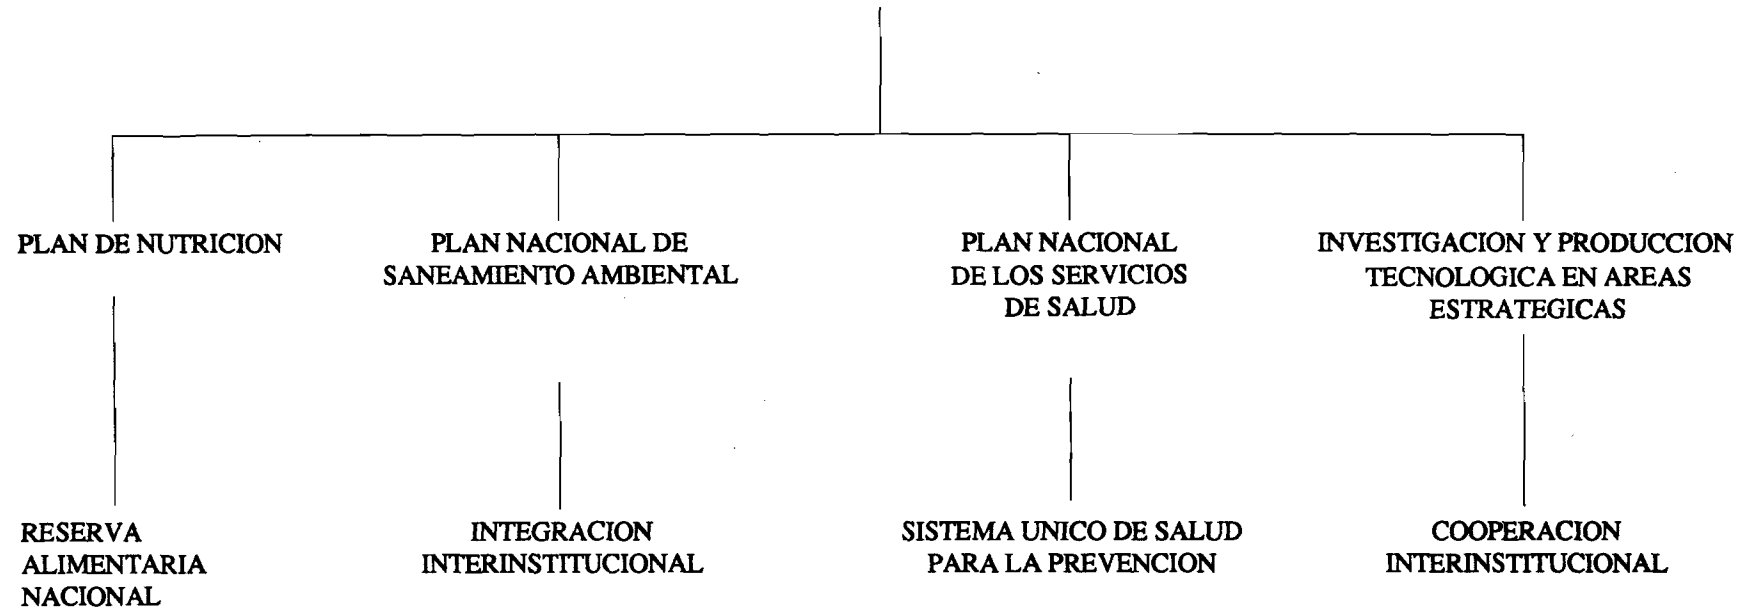 PLAN DE NUTRICION
PLAN NACIONAL DE
SANEAMIENTO AMBIENTAL
PLAN NACIONAL
DE LOS SERVICIOS
DE SALUD
INVESTIGACION Y PRODUCCION
TECNOLOGICA EN AREAS
ESTRATEGICAS
RESERVA
ALIMENTARIA
NACIONAL
INTEGRACION
INTERINSTITUCIONAL
SISTEMA UNICO DE SALUD
PARA LA PREVENCION
COOPERACION
INTERINSTITUCIONAL